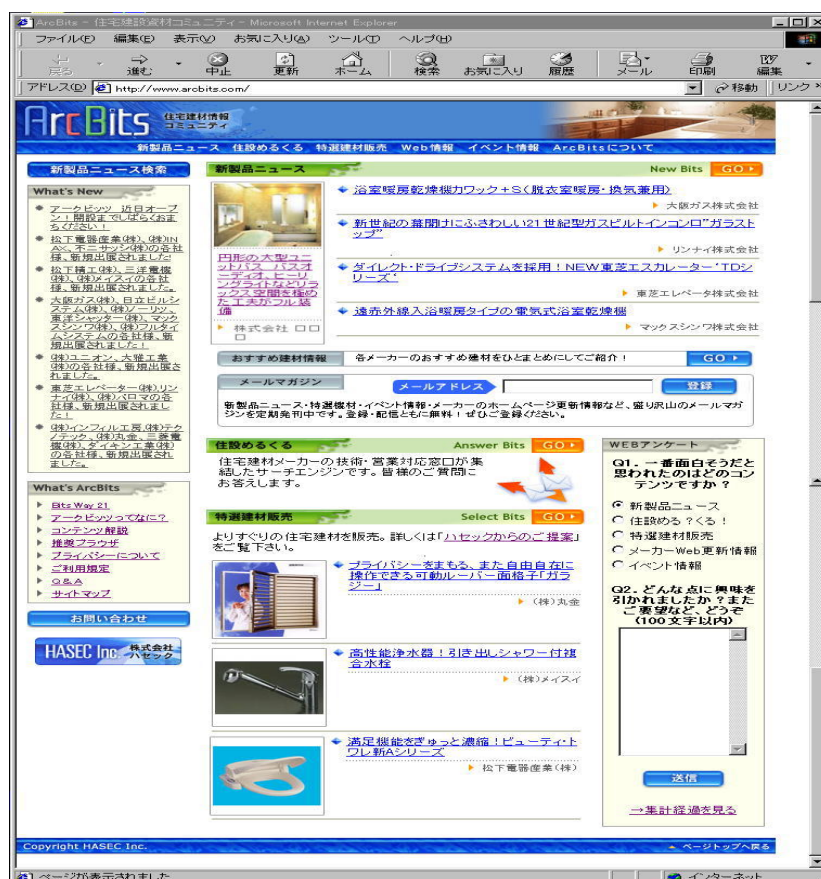 ArcBits - 住宅建設資材コミュニティ - Microsoft Internet Explorer
ファイル(F) 編集(E) 表示(V) お気に入り(A) ツール(T) ヘルプ(H)
戻る 進む 中止 更新 ホーム 検索 お気に入り 履歴 メール 印刷 編集
アドレス(D) http://www.arcbits.com/ 移動 リンク
ArcBits 住宅建材情報
コミュニティ
新製品ニュース 住設めるくる 特選建材販売 Web情報 イベント情報 ArcBitsについて
新製品ニュース検索
What's New
アークビッツ 近日オープ
ン！開設までしばらくおま
ちください！
松下電器産業(株)、(株)IN
AX、不二サッシ(株)の各社
様、新規出展されました!
松下精工(株)、三洋電機
(株)、(株)メイスイの各社
様、新規出展されました。
大阪ガス(株)、日立ビルシ
ステム(株)、(株)ノーリツ、
東洋シャッター(株)、マック
スシンワ(株)、(株)フルタイ
ムシステムの各社様、新
規出展されました!
(株)ユニオン、大雅工業
(株)の各社様、新規出展さ
れました。
東芝エレベーター(株)、リン
ナイ(株)、(株)パロマの各
社様、新規出展されまし
た！
(株)インフィル工房、(株)テク
ノテック、(株)丸金、三菱電
機(株)、ダイキン工業(株)
の各社様、新規出展され
ました。
What's ArcBits
Bits Way 21
アークビッツってなに？
コンテンツ解説
推奨ブラウザ
プライバシーについて
ご利用規定
Q&A
サイトマップ
お問い合わせ
HASEC Inc. 株式会社
ハセック
新製品ニュース New Bits GO
円形の大型ユニ
ットバス バスオ
ーディオ、ヒーリ
ングライトなどリラ
ックス空間を極め
た工夫がフル装
備
株式会社 ロロ
ロ
浴室暖房乾燥機カワック+S(脱衣室暖房・換気兼用)
大阪ガス株式会社
新世紀の幕開けにふさわしい21世紀型ガスビルトインコンロ"ガラスト
ップ"
リンナイ株式会社
ダイレクト・ドライブシステムを採用！NEW東芝エスカレーター‘TDシ
リーズ‘
東芝エレベータ株式会社
遠赤外線入浴暖房タイプの電気式浴室乾燥機
マックスシンワ株式会社
おすすめ建材情報 各メーカーのおすすめ建材をひとまとめにしてご紹介！ GO
メールマガジン メールアドレス 登録
新製品ニュース・特選機材・イベント情報・メーカーのホームページ更新情報など、盛り沢山のメールマガ
ジンを定期発刊中です。登録・配信ともに無料！ぜひご登録ください。
住設めるくる Answer Bits GO
住宅建材メーカーの技術・営業対応窓口が集
結したサーチエンジンです。皆様のご質問に
お答えします。
特選建材販売 Select Bits GO
よりすぐりの住宅建材を販売。詳しくは「ハセックからのご提案」
をご覧下さい。
プライバシーをまもる、また自由自在に
操作できる可動ルーバー面格子「ガラ
ジー」
(株)丸金
高性能浄水器！引き出しシャワー付複
合水栓
(株)メイスイ
満足機能をぎゅっと濃縮！ビューティ・ト
ワレ新Aシリーズ
松下電器産業(株)
WEBアンケート
Q1. 一番面白そうだと
思われたのはどのコン
テンツですか？
新製品ニュース
住設める？くる！
特選建材販売
メーカーWeb更新情報
イベント情報
Q2. どんな点に興味を
引かれましたか？また
ご要望など、どうぞ
(100文字以内)
送信
→集計経過を見る
Copyright HASEC Inc. ページトップへ戻る
ページが表示されました インターネット